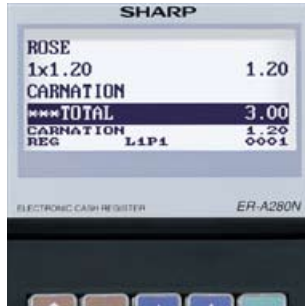 SHARP
ROSE
1x1.20 1.20
CARNATION
***TOTAL 3.00
CARNATION 1.20
REG L1P1 0001
ELECTRONIC CASH REGISTER ER-A280N